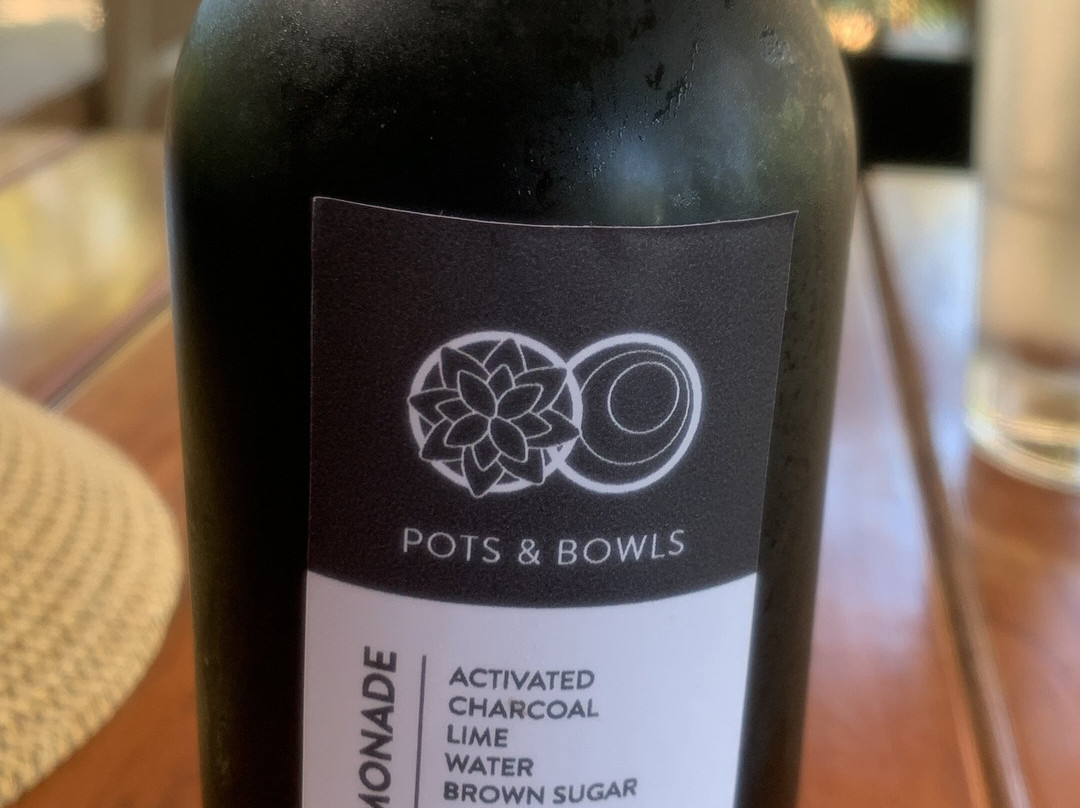 POTS & BOWLS
MONADE
ACTIVATED
CHARCOAL
LIME
WATER
BROWN SUGAR